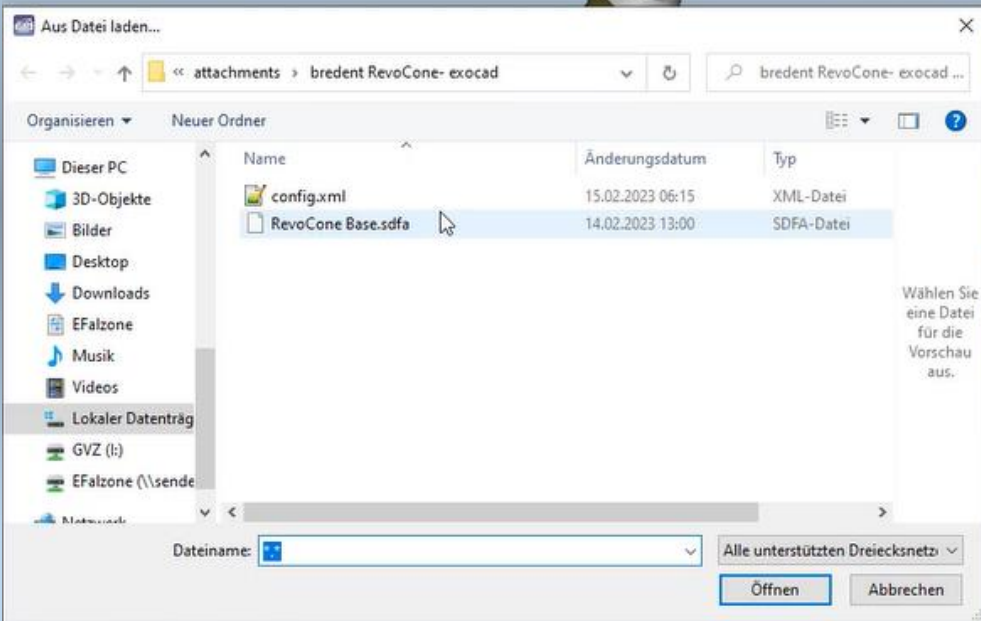 Aus Datei laden...
« attachments › bredent RevoCone- exocad
bredent RevoCone- exocad ...
Organisieren
Neuer Ordner
Name
Änderungsdatum
Typ
config.xml
15.02.2023 06:15
XML-Datei
RevoCone Base.sdfa
14.02.2023 13:00
SDFA-Datei
Dieser PC
3D-Objekte
Bilder
Desktop
Downloads
EFalzone
Musik
Videos
Lokaler Datenträg
GVZ (I:)
EFalzone (\\sende
Netzwerk
Wählen Sie
eine Datei
für die
Vorschau
aus.
Dateiname:
*.*
Alle unterstützten Dreiecksnetz
Öffnen
Abbrechen